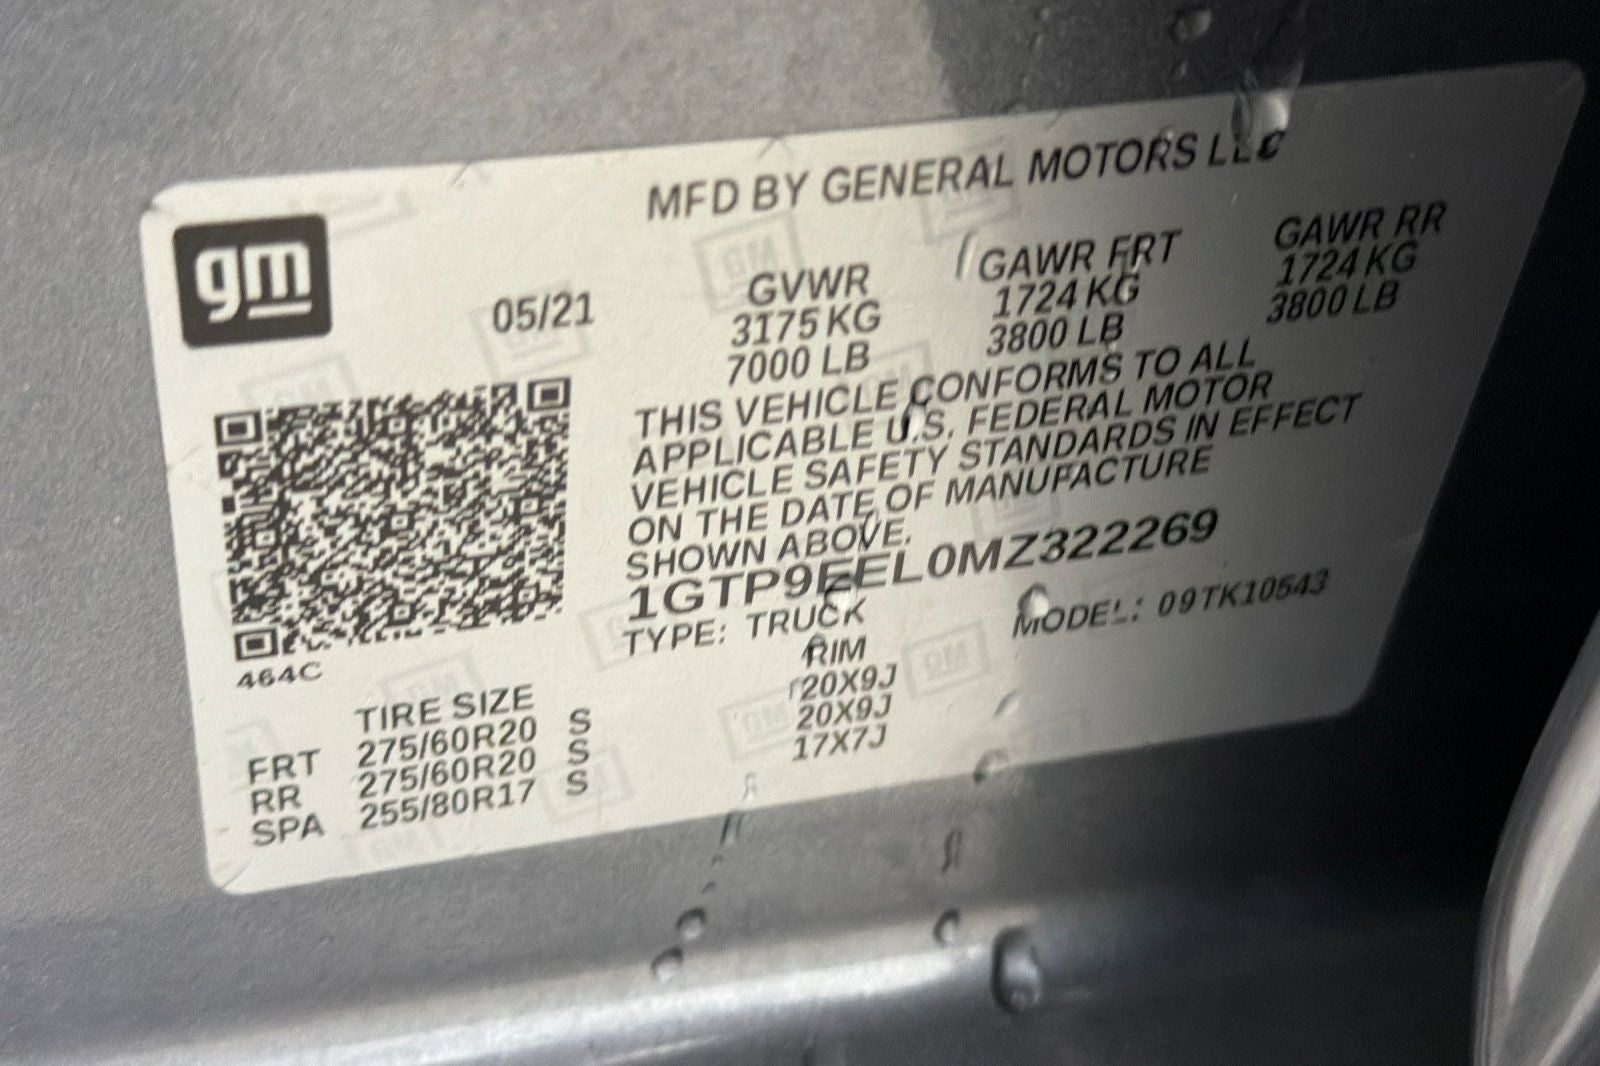 MFD BY GENERAL MOTORS LLC
gm
05/21
GVWR GAWR FRT GAWR RR
3175 KG 1724 KG 1724 KG
7000 LB 3800 LB 3800 LB
THIS VEHICLE CONFORMS TO ALL
APPLICABLE U.S. FEDERAL MOTOR
VEHICLE SAFETY STANDARDS IN EFFECT
ON THE DATE OF MANUFACTURE
SHOWN ABOVE.
1GTP9EEL0MZ322269
TYPE: TRUCK MODEL: 09TK10543
464C
TIRE SIZE RIM
FRT 275/60R20 S 20X9J
RR 275/60R20 S 20X9J
SPA 255/80R17 S 17X7J